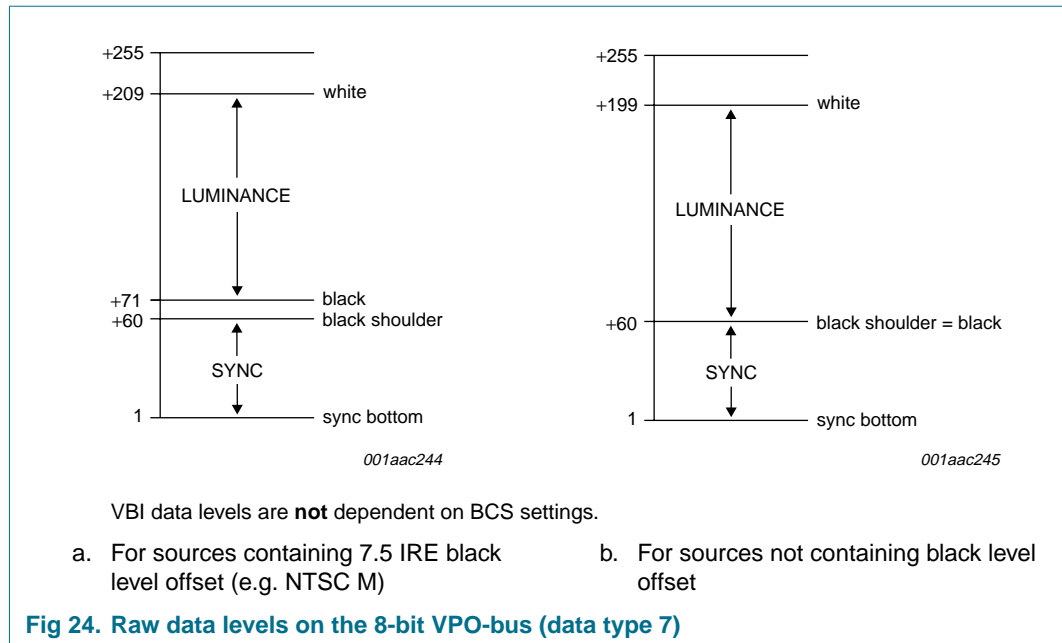 +255
+209 white
LUMINANCE
+71 black
+60 black shoulder
SYNC
1 sync bottom
001aac244
+255
+199 white
LUMINANCE
+60 black shoulder = black
SYNC
1 sync bottom
001aac245
VBI data levels are not dependent on BCS settings.
a. For sources containing 7.5 IRE black
level offset (e.g. NTSC M)
b. For sources not containing black level
offset
Fig 24. Raw data levels on the 8-bit VPO-bus (data type 7)